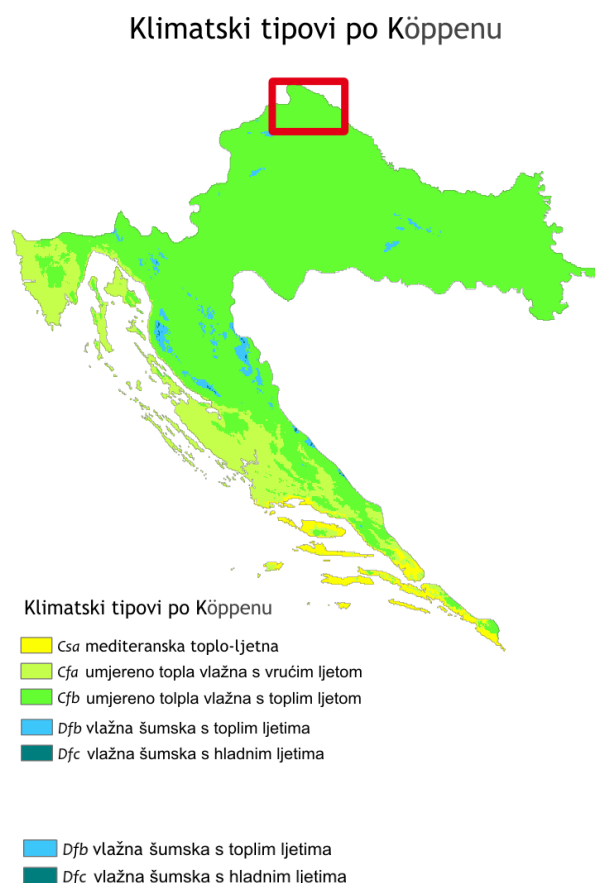 Klimatski tipovi po Köppenu
Klimatski tipovi po Köppenu
Csa mediteranska toplo-ljetna
Cfa umjereno topla vlažna s vrućim ljetom
Cfb umjereno tolpla vlažna s toplim ljetom
Dfb vlažna šumska s toplim ljetima
Dfc vlažna šumska s hladnim ljetima
Dfb vlažna šumska s toplim ljetima
Dfc vlažna šumska s hladnim ljetima